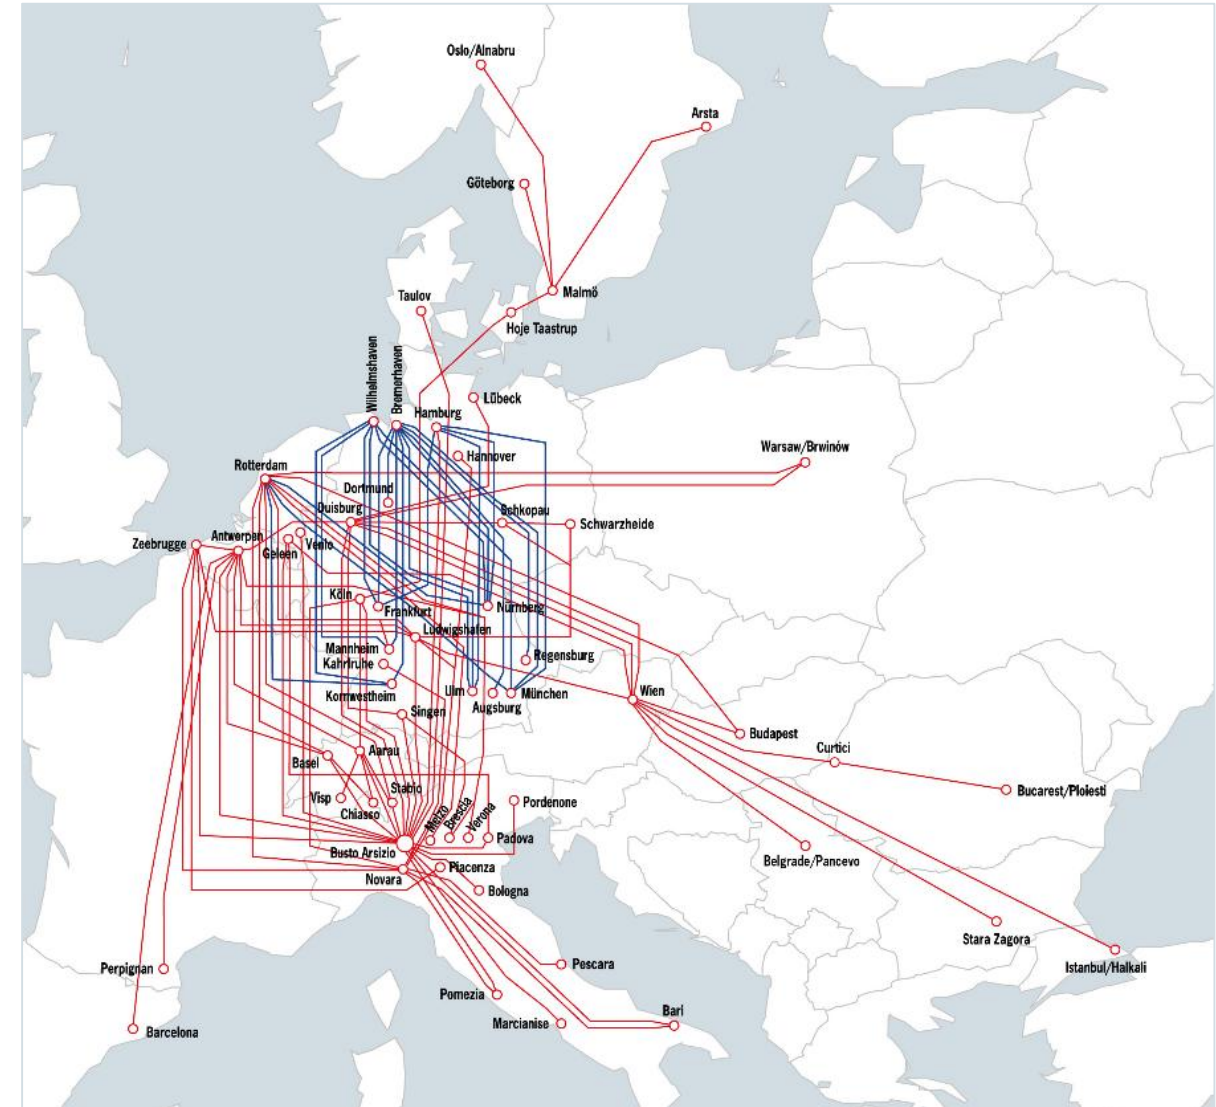 Oslo/Alnabru
Arsta
Göteborg
Malmö
Taulov
Hoje Taastrup
Wilhelmshaven
Bremerhaven
Hamburg
Lübeck
Warsaw/Brwinów
Hannover
Rotterdam
Dortmund
Duisburg
Schkopau
Schwarzheide
Zeebrugge
Antwerpen
Geleen
Venlo
Köln
Frankfurt
Nürnberg
Ludwigshafen
Mannheim
Kahrlruhe
Regensburg
Kornwestheim
Ulm
Augsburg
München
Wien
Singen
Budapest
Curtici
Aarau
Basel
Bucarest/Ploiesti
Visp
Stabio
Chiasso
Pordenone
Melzo
Brescia
Verona
Padova
Busto Arsizio
Belgrade/Pancevo
Piacenza
Novara
Bologna
Stara Zagora
Istanbul/Halkali
Perpignan
Pescara
Pomezia
Bari
Marcianise
Barcelona